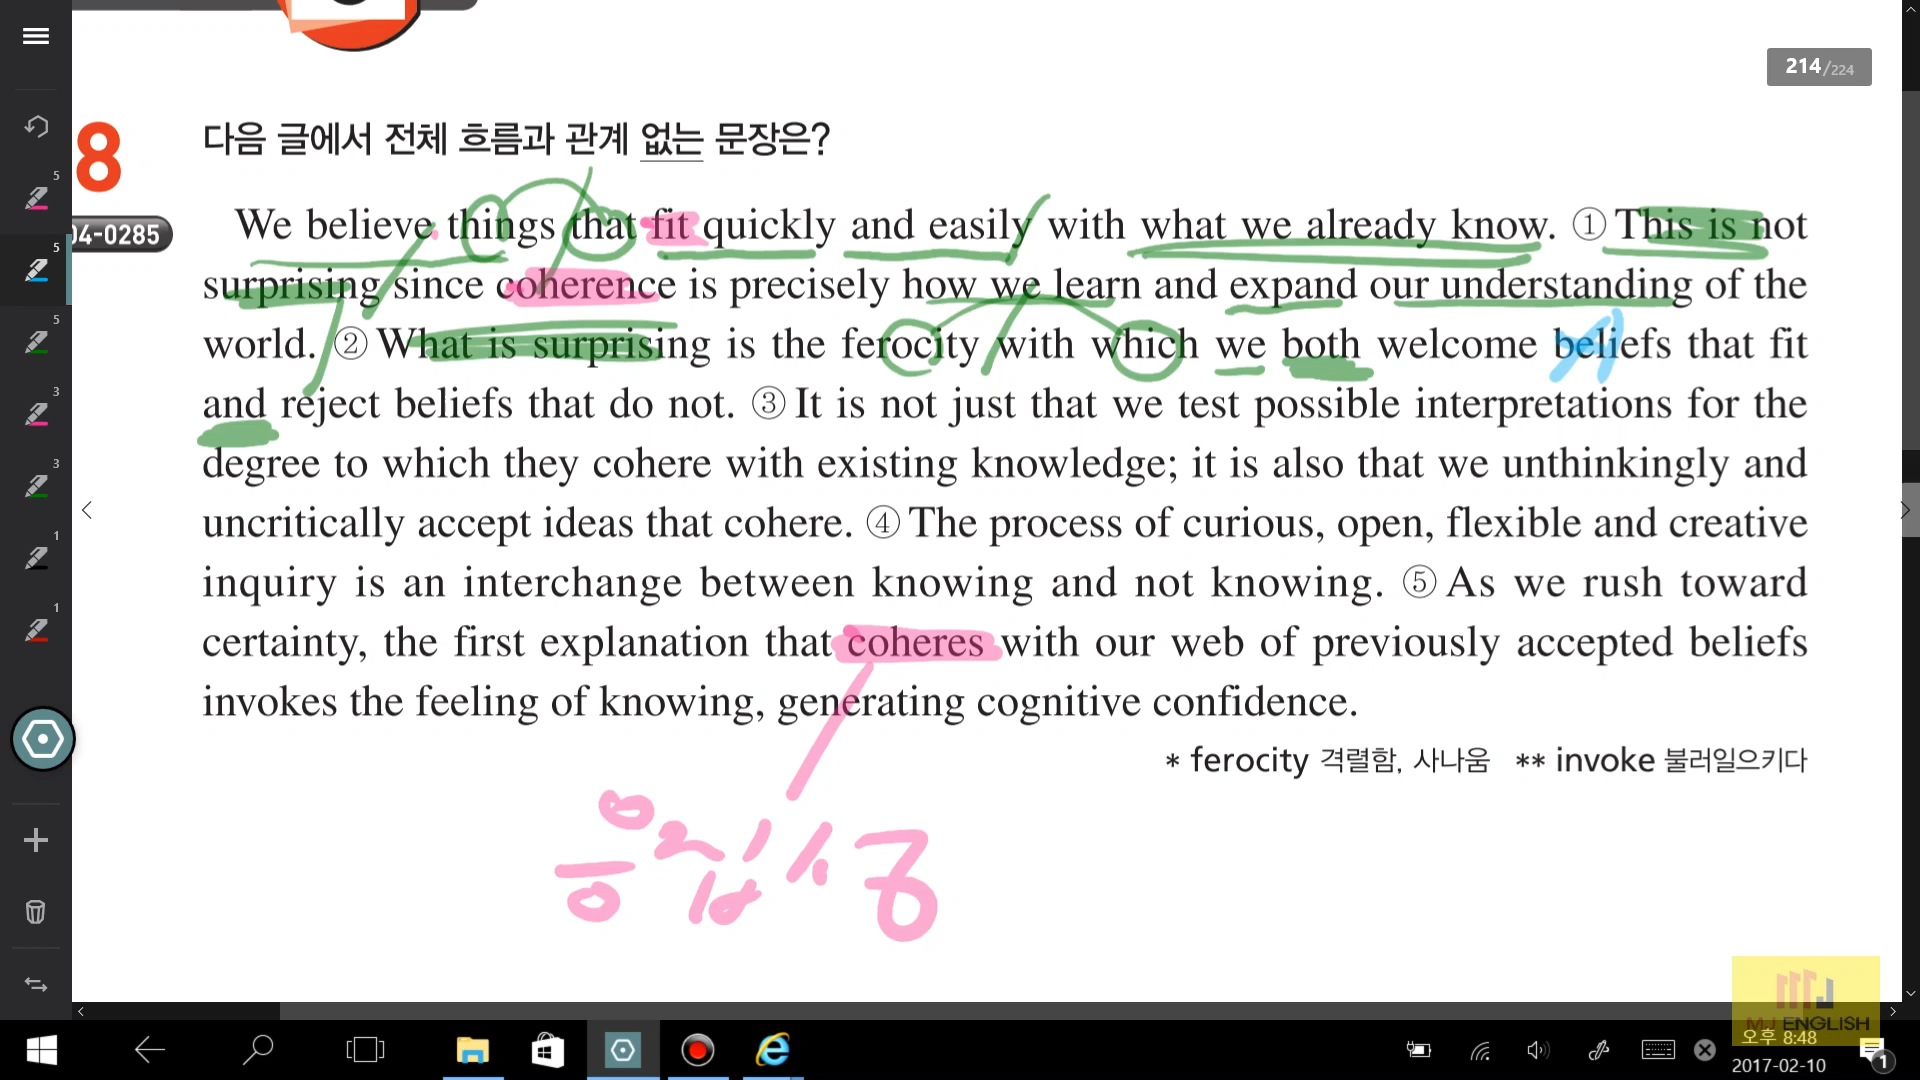 214/224
8
다음 글에서 전체 흐름과 관계 없는 문장은?
04-0285
We believe things that fit quickly and easily with what we already know. ① This is not
surprising since coherence is precisely how we learn and expand our understanding of the
world. ② What is surprising is the ferocity with which we both welcome beliefs that fit
and reject beliefs that do not. ③ It is not just that we test possible interpretations for the
degree to which they cohere with existing knowledge; it is also that we unthinkingly and
uncritically accept ideas that cohere. ④ The process of curious, open, flexible and creative
inquiry is an interchange between knowing and not knowing. ⑤ As we rush toward
certainty, the first explanation that coheres with our web of previously accepted beliefs
invokes the feeling of knowing, generating cognitive confidence.
* ferocity 격렬함, 사나움 ** invoke 불러일으키다
5
5
5
3
3
1
1
A
MJ ENGLISH
오후 8:48
2017-02-10
1